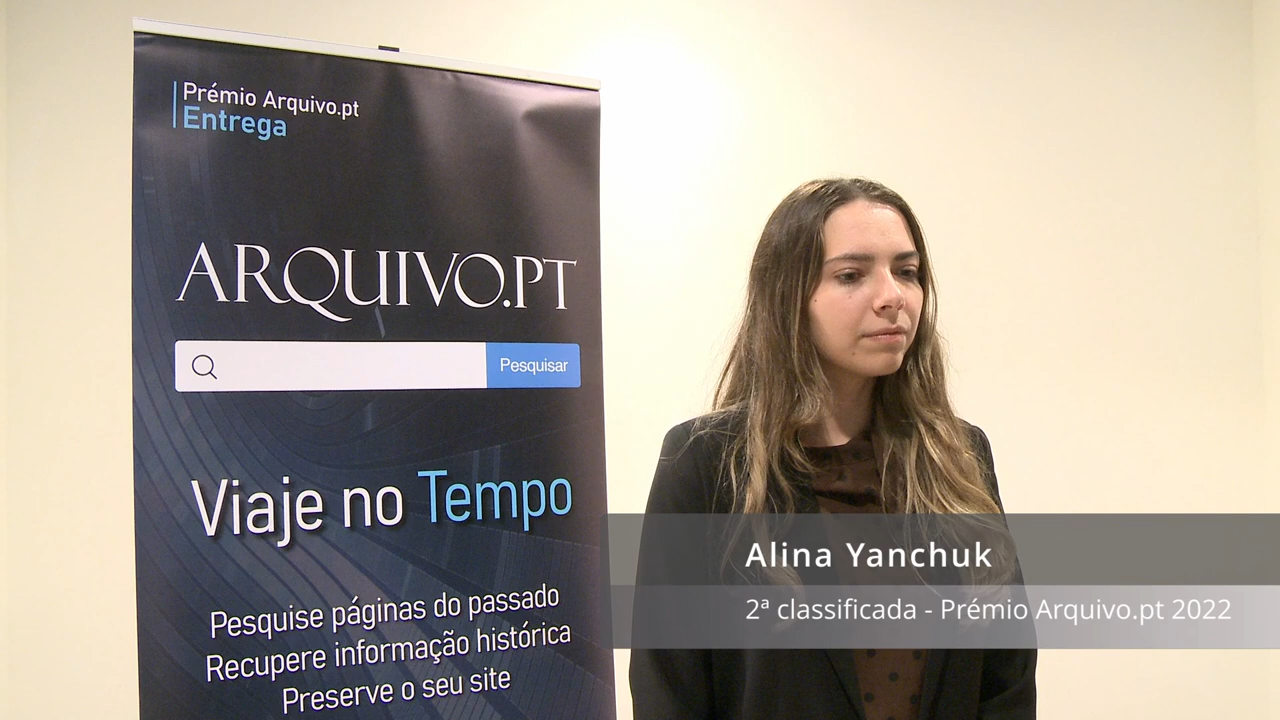 Prémio Arquivo.pt
Entrega
ARQUIVO.PT
Pesquisar
Viaje no Tempo
Pesquise páginas do passado
Recupere informação histórica
Preserve o seu site
Alina Yanchuk
2ª classificada - Prémio Arquivo.pt 2022